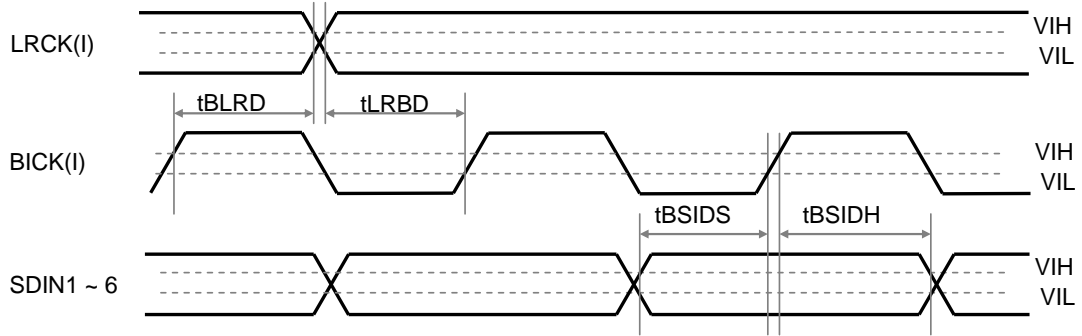 LRCK(I)
VIH
VIL
tBLRD
tLRBD
BICK(I)
VIH
VIL
tBSIDS
tBSIDH
SDIN1 ~ 6
VIH
VIL